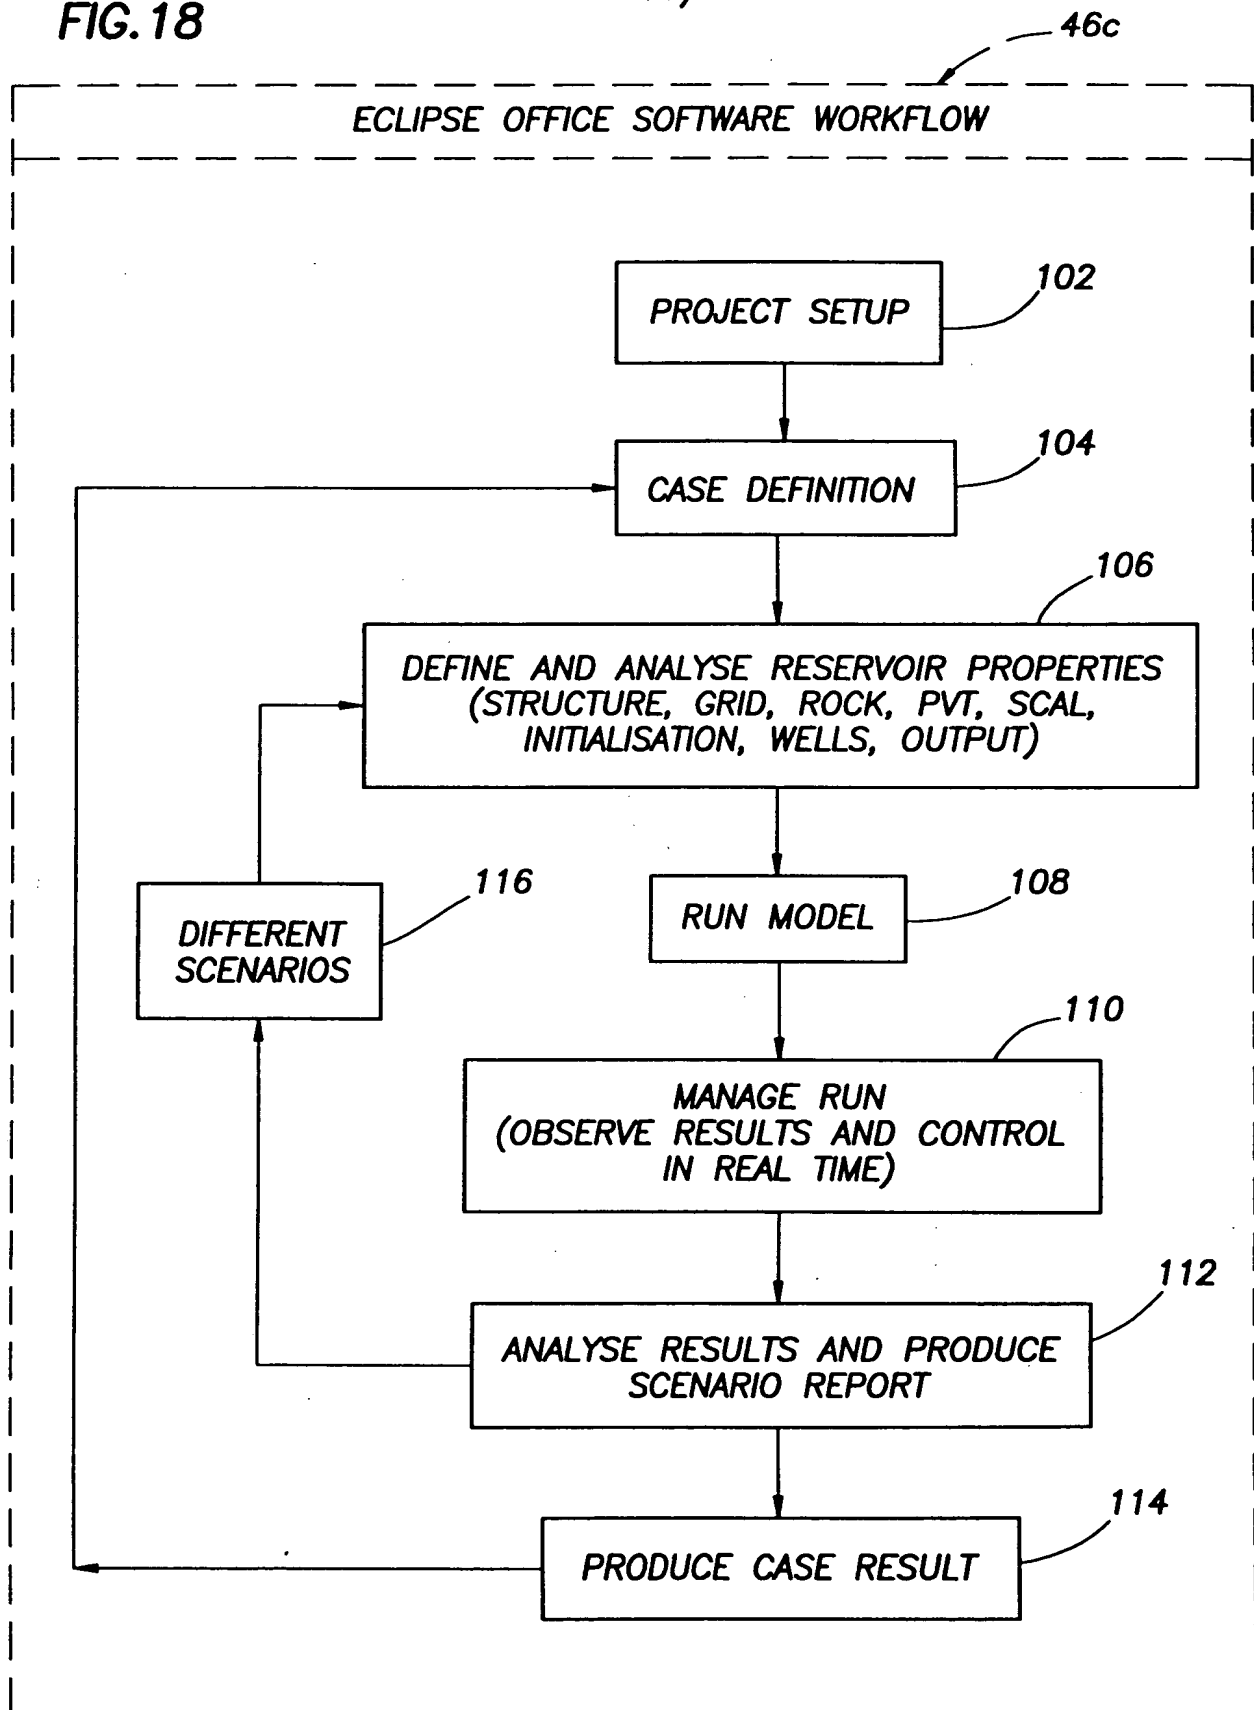 FIG.18
46c
ECLIPSE OFFICE SOFTWARE WORKFLOW
PROJECT SETUP
102
CASE DEFINITION
104
106
DEFINE AND ANALYSE RESERVOIR PROPERTIES
(STRUCTURE, GRID, ROCK, PVT, SCAL,
INITIALISATION, WELLS, OUTPUT)
116
DIFFERENT
SCENARIOS
108
RUN MODEL
110
MANAGE RUN
(OBSERVE RESULTS AND CONTROL
IN REAL TIME)
112
ANALYSE RESULTS AND PRODUCE
SCENARIO REPORT
114
PRODUCE CASE RESULT